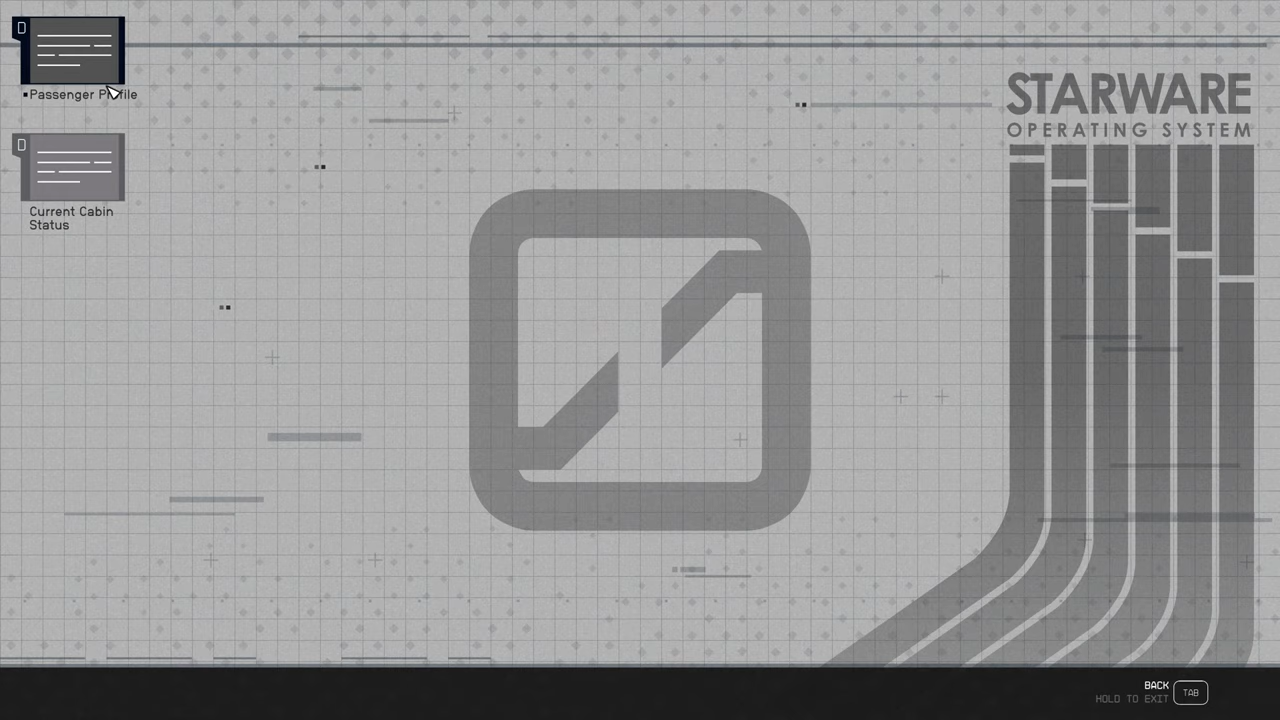 D
Passenger Profile
D
Current Cabin
Status
STARWARE
OPERATING SYSTEM
BACK
HOLD TO EXIT
TAB